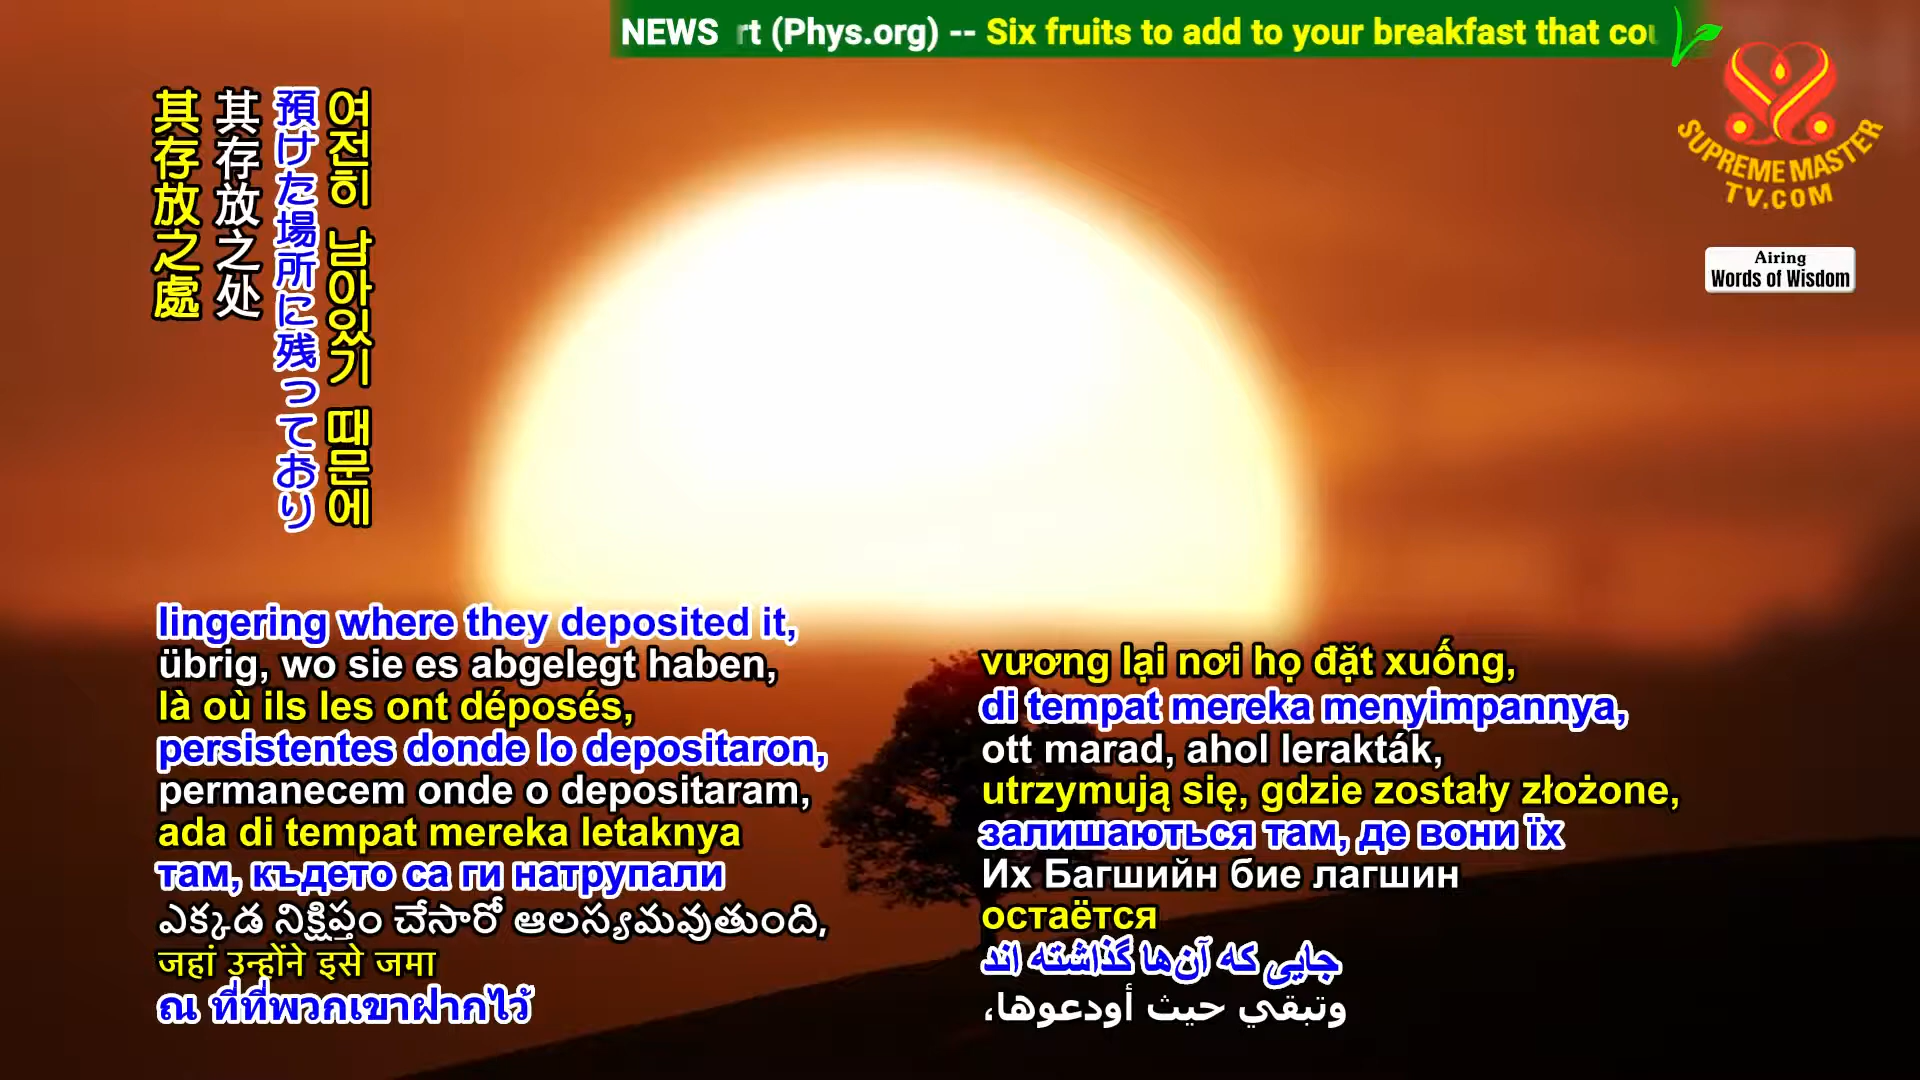 NEWS rt (Phys.org) -- Six fruits to add to your breakfast that cou
SUPREME MASTER
TV.COM
Airing
Words of Wisdom
여전히 남아있기 때문에
預けた場所に残っており
其存放之处
其存放之處
lingering where they deposited it,
übrig, wo sie es abgelegt haben,
là où ils les ont déposés,
persistentes donde lo depositaron,
permanecem onde o depositaram,
ada di tempat mereka letaknya
там, където са ги натрупали
ఎక్కడ నిక్షిప్తం చేసారో ఆలస్యమవుతుంది,
जहां उन्होंने इसे जमा
ณ ที่ที่พวกเขาฝากไว้
vương lại nơi họ đặt xuống,
di tempat mereka menyimpannya,
ott marad, ahol lerakták,
utrzymują się, gdzie zostały złożone,
залишаються там, де вони їх
Их Багшийн бие лагшин
остаётся
جایی که آن‌ها گذاشته اند
وتبقي حيث أودعوها،